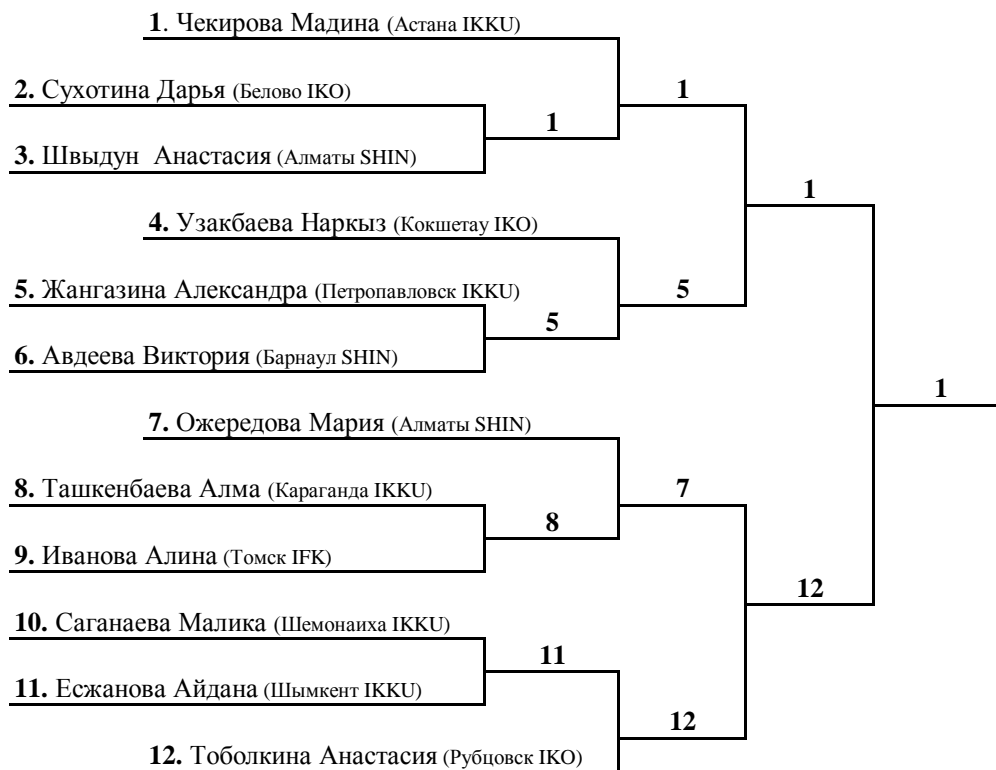 1. Чекирова Мадина (Астана IKKU)
2. Сухотина Дарья (Белово IKO)
1
1
3. Швыдун Анастасия (Алматы SHIN)
1
4. Узакбаева Наркыз (Кокшетау IKO)
5. Жангазина Александра (Петропавловск IKKU)
5
5
6. Авдеева Виктория (Барнаул SHIN)
1
7. Ожередова Мария (Алматы SHIN)
8. Ташкенбаева Алма (Караганда IKKU)
7
8
9. Иванова Алина (Томск IFK)
12
10. Саганаева Малика (Шемонаиха IKKU)
11
11. Есжанова Айдана (Шымкент IKKU)
12
12. Тоболкина Анастасия (Рубцовск IKO)